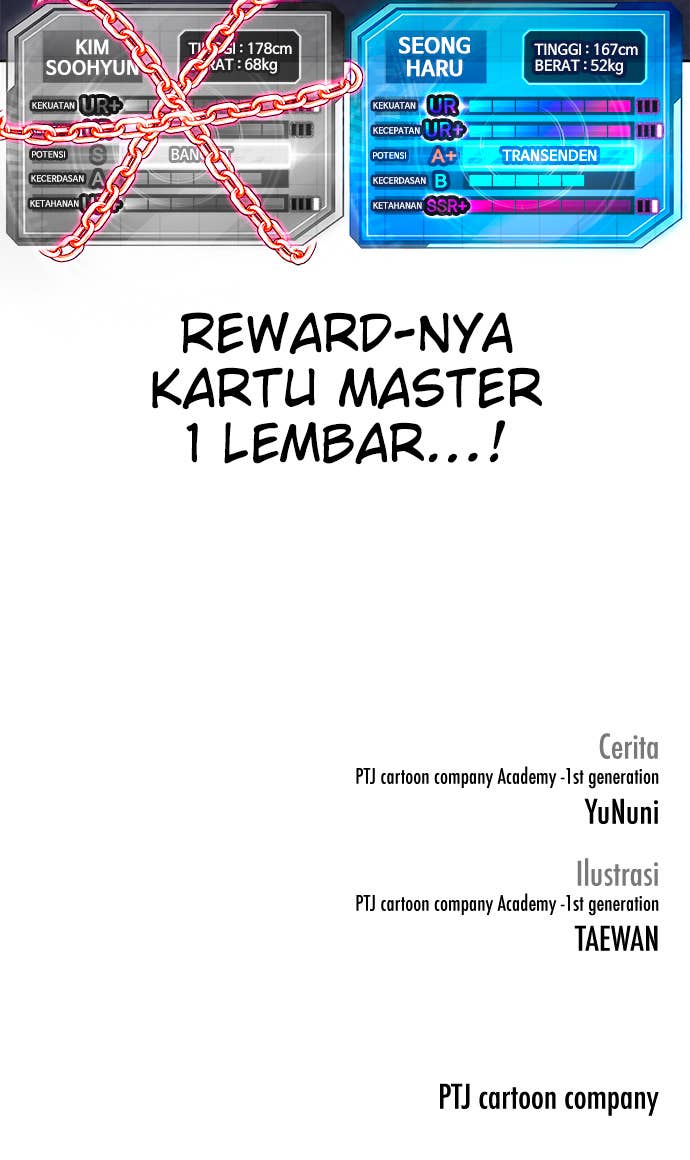 KIM
SOOHYUN
TINGGI : 178cm
BERAT : 68kg
KEKUATAN UR+
POTENSI S
KECERDASAN A
KETAHANAN
SEONG
HARU
TINGGI : 167cm
BERAT : 52kg
KEKUATAN UR
KECEPATAN UR+
POTENSI A+ TRANSENDEN
KECERDASAN B
KETAHANAN SSR+
REWARD-NYA
KARTU MASTER
1 LEMBAR...!
Cerita
PTJ cartoon company Academy -1st generation
YuNuni
Ilustrasi
PTJ cartoon company Academy -1st generation
TAEWAN
PTJ cartoon company